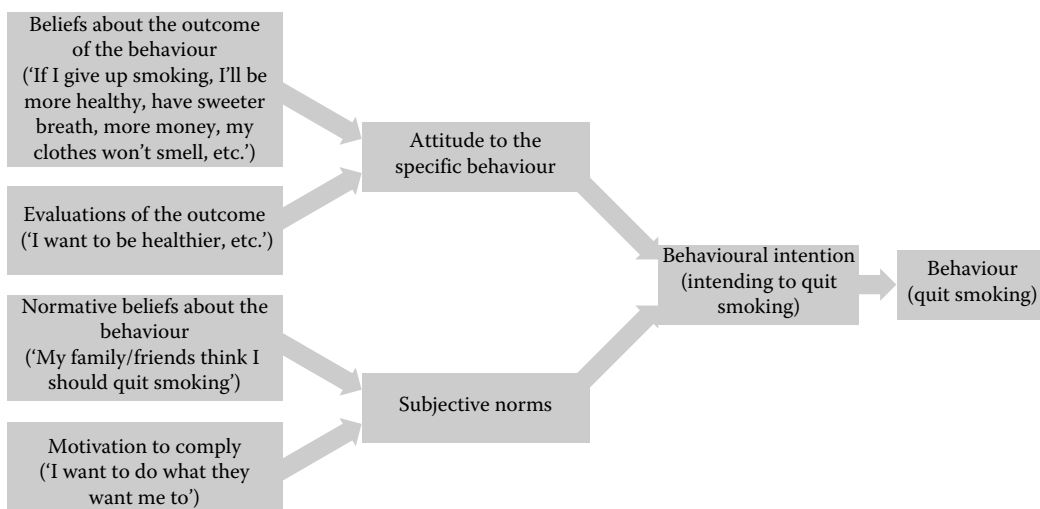 Beliefs about the outcome
of the behaviour
(‘If I give up smoking, I’ll be
more healthy, have sweeter
breath, more money, my
clothes won’t smell, etc.’)
Evaluations of the outcome
(‘I want to be healthier, etc.’)
Normative beliefs about the
behaviour
(‘My family/friends think I
should quit smoking’)
Motivation to comply
(‘I want to do what they
want me to’)
Attitude to the
specific behaviour
Subjective norms
Behavioural intention
(intending to quit
smoking)
Behaviour
(quit smoking)